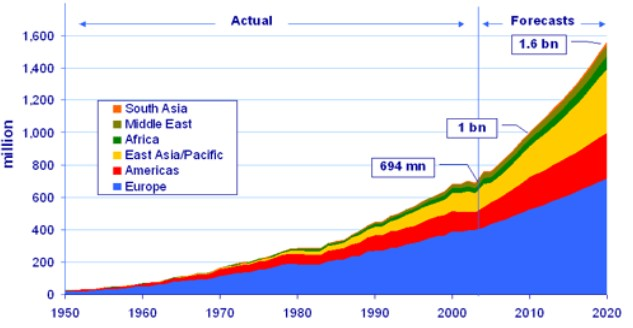 Actual
Forecasts
1,600
1,400
1,200
1,000
800
600
400
200
0
million
1.6 bn
1 bn
694 mn
South Asia
Middle East
Africa
East Asia/Pacific
Americas
Europe
1950 1960 1970 1980 1990 2000 2010 2020